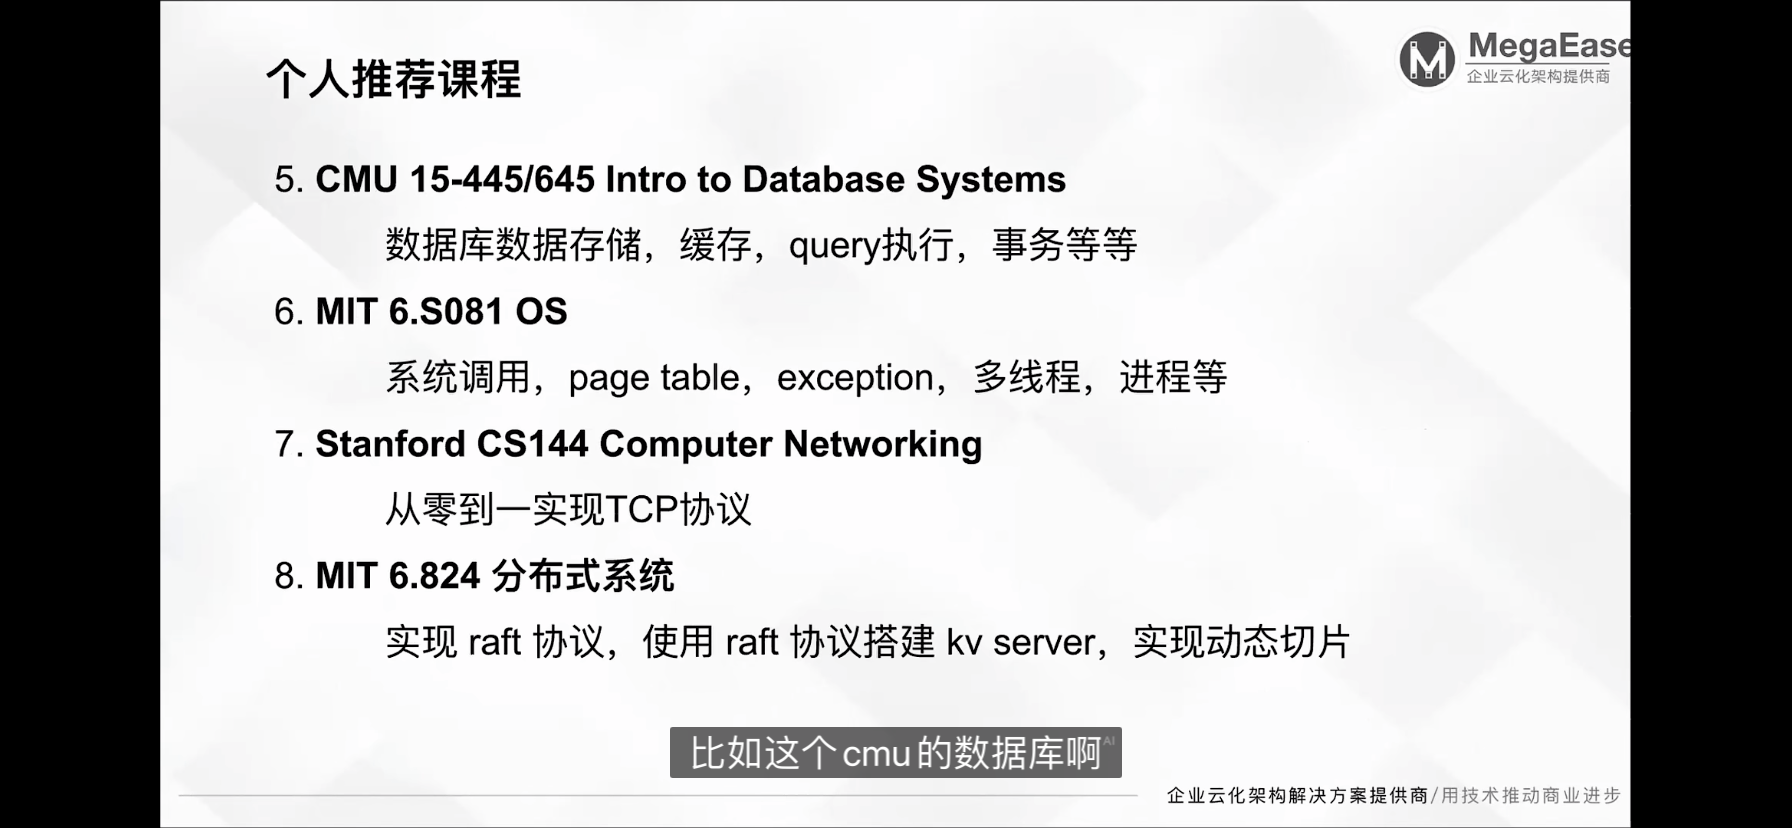 个人推荐课程
MegaEase
企业云化架构提供商
5. CMU 15-445/645 Intro to Database Systems
数据库数据存储，缓存，query执行，事务等等
6. MIT 6.S081 OS
系统调用，page table，exception，多线程，进程等
7. Stanford CS144 Computer Networking
从零到一实现TCP协议
8. MIT 6.824 分布式系统
实现 raft 协议，使用 raft 协议搭建 kv server，实现动态切片
比如这个cmu的数据库啊 AI
企业云化架构解决方案提供商/用技术推动商业进步